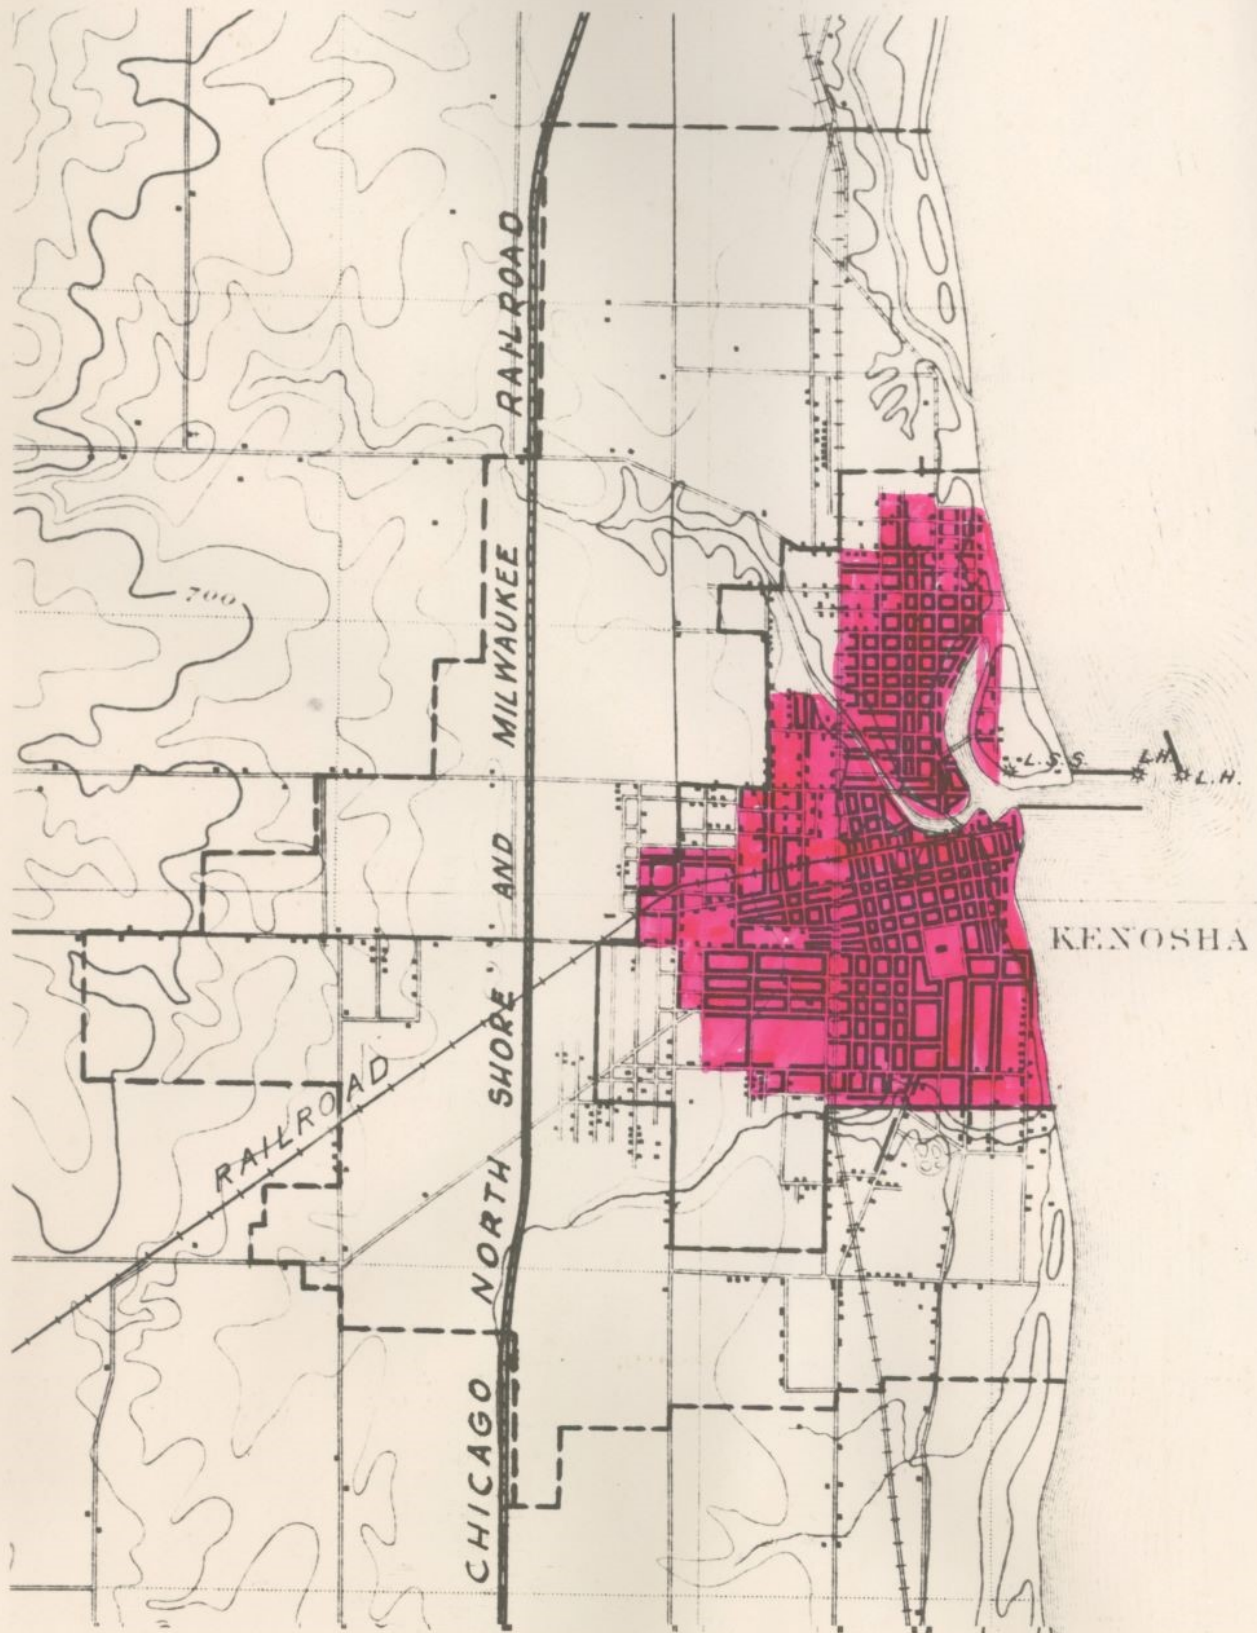 CHICAGO NORTH SHORE AND MILWAUKEE RAILROAD
700
L.S.S.
L.H.
L.H.
KENOSHA
RAILROAD